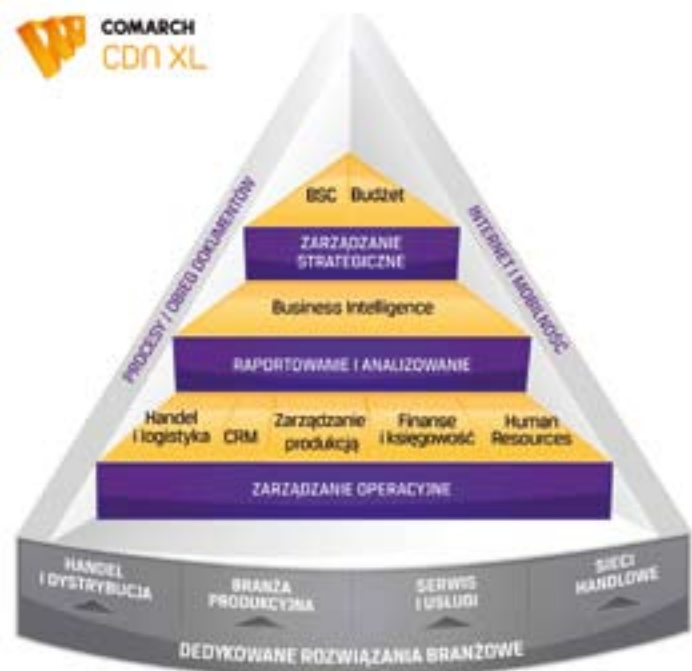 COMARCH
CDN XL
PROCESY / OBIEG DOKUMENTÓW
INTERNET I MOBILNOŚĆ
BSC Budżet
ZARZĄDZANIE
STRATEGICZNE
Business Intelligence
RAPORTOWANIE I ANALIZOWANIE
Handel
i logistyka
CRM
Zarządzanie
produkcją
Finanse
i księgowość
Human
Resources
ZARZĄDZANIE OPERACYJNE
HANDEL
I DYSTRYBUCJA
BRANŻA
PRODUKCYJNA
SERWIS
I USŁUGI
SIECI
HANDLOWE
DEDYKOWANE ROZWIĄZANIA BRANŻOWE